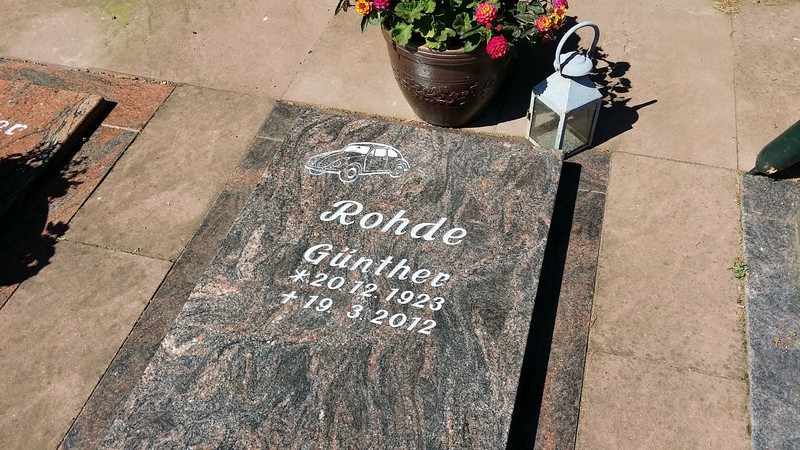 Rohde
Günther
*20.12.1923
✝19. 3.2012